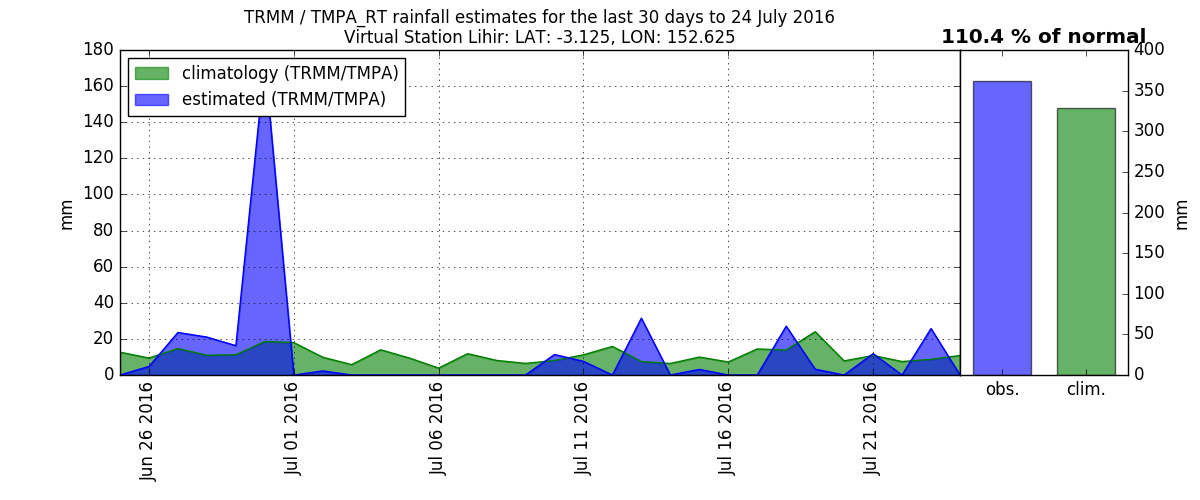 TRMM / TMPA_RT rainfall estimates for the last 30 days to 24 July 2016
Virtual Station Lihir: LAT: -3.125, LON: 152.625
110.4 % of normal
climatology (TRMM/TMPA)
estimated (TRMM/TMPA)
180
160
140
120
100
80
60
40
20
0
mm
Jun 26 2016
Jul 01 2016
Jul 06 2016
Jul 11 2016
Jul 16 2016
Jul 21 2016
obs.
clim.
400
350
300
250
200
150
100
50
0
mm